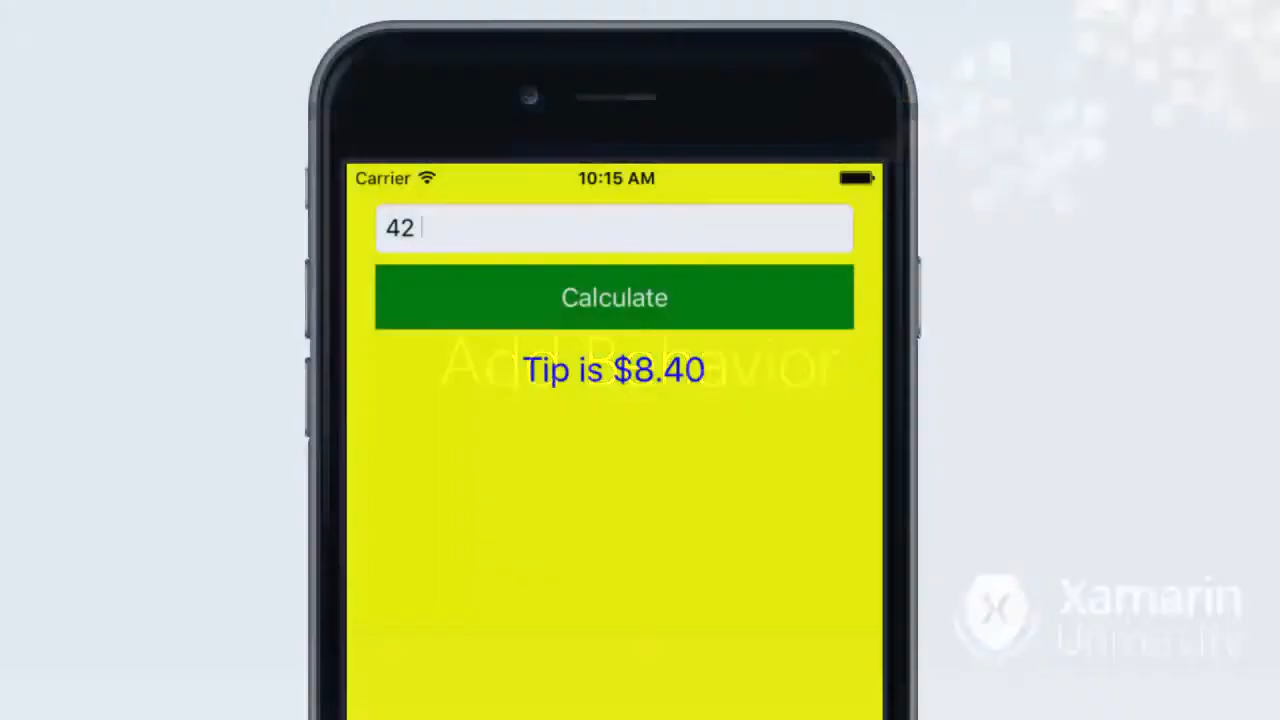 Carrier 10:15 AM
42
Calculate
Add Behavior
Tip is $8.40
Xamarin
University